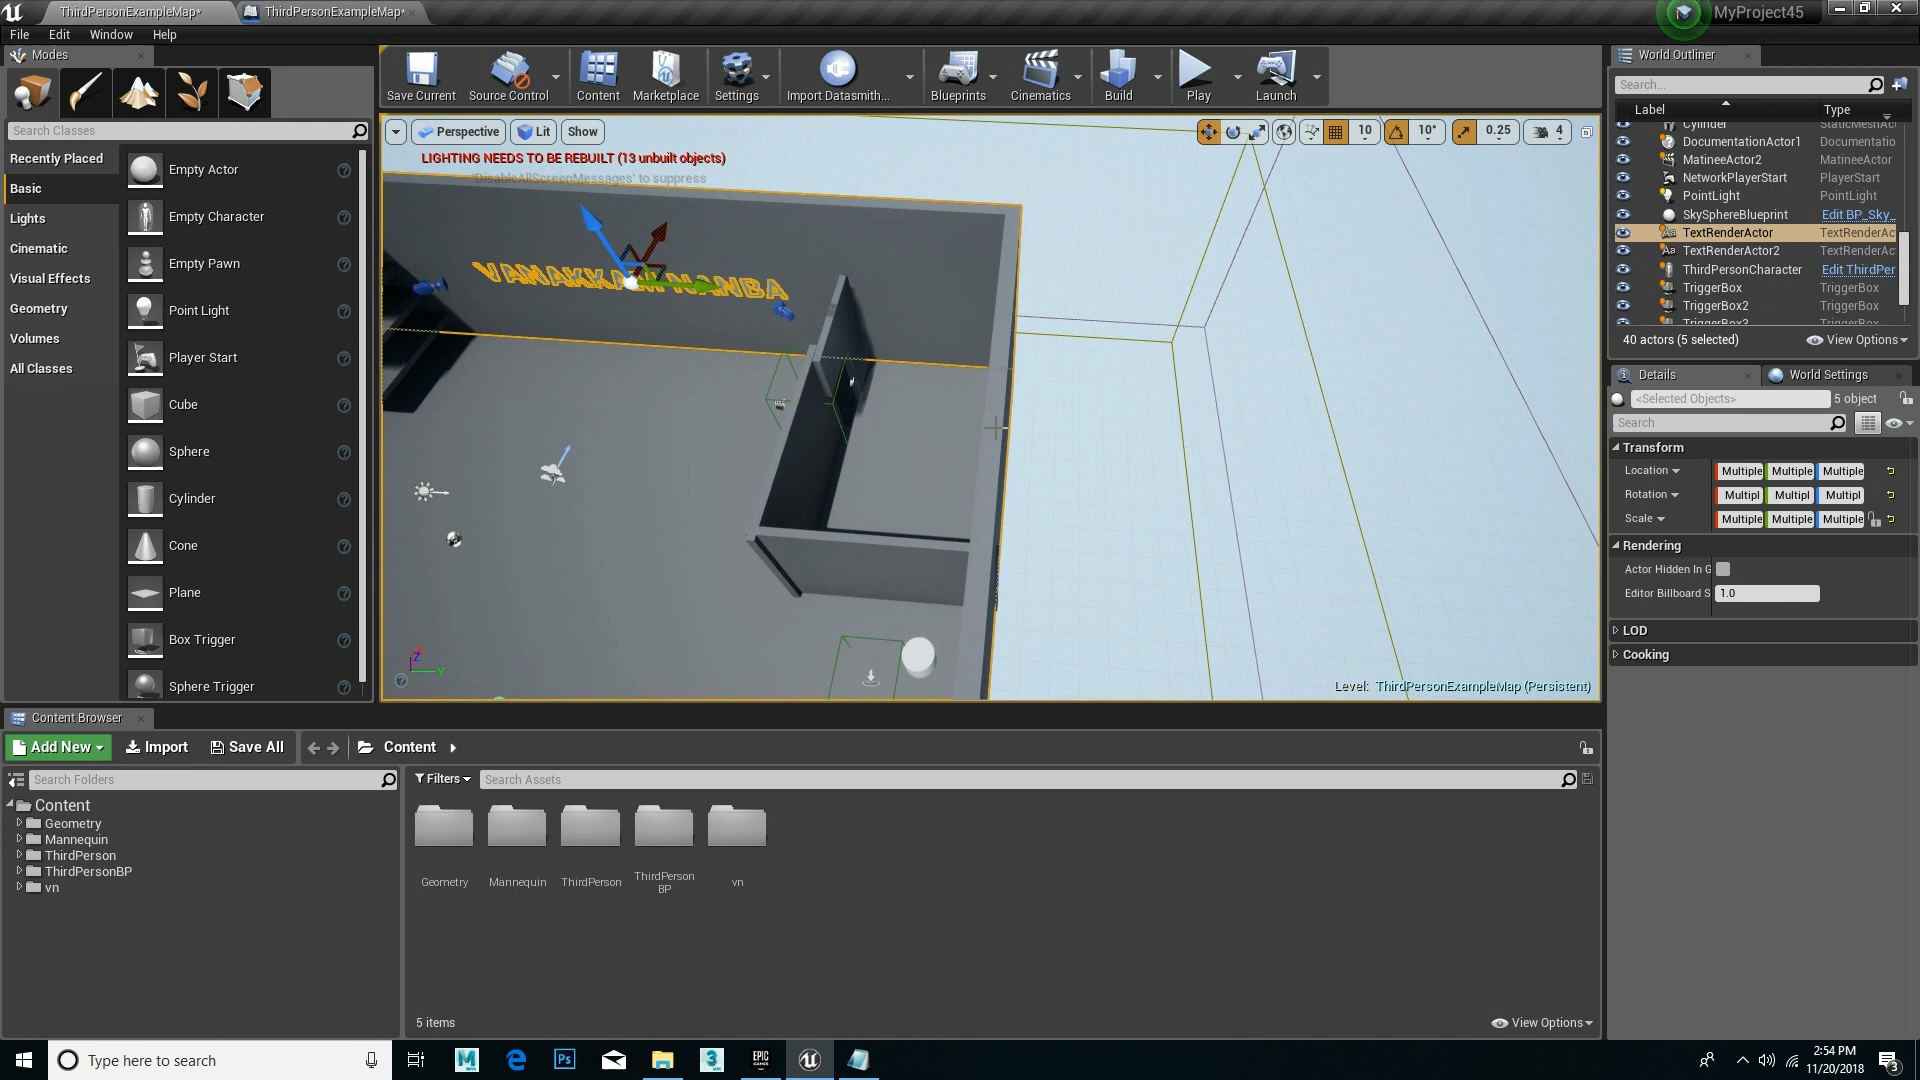 ThirdPersonExampleMap*
ThirdPersonExampleMap*
MyProject45
File Edit Window Help
Modes
Search Classes
Recently Placed
Basic
Lights
Cinematic
Visual Effects
Geometry
Volumes
All Classes
Empty Actor
Empty Character
Empty Pawn
Point Light
Player Start
Cube
Sphere
Cylinder
Cone
Plane
Box Trigger
Sphere Trigger
Save Current
Source Control
Content
Marketplace
Settings
Import Datasmith...
Blueprints
Cinematics
Build
Play
Launch
Perspective Lit Show
10 10° 0.25 4
LIGHTING NEEDS TO BE REBUILT (13 unbuilt objects)
'DisableAllScreenMessages' to suppress
VANAKKAM NANBA
Level: ThirdPersonExampleMap (Persistent)
World Outliner
Search...
Label Type
Cylinder StaticMeshAct
DocumentationActor1 Documentatio
MatineeActor2 MatineeActor
NetworkPlayerStart PlayerStart
PointLight PointLight
SkySphereBlueprint Edit BP_Sky_
TextRenderActor TextRenderAc
TextRenderActor2 TextRenderAc
ThirdPersonCharacter Edit ThirdPer
TriggerBox TriggerBox
TriggerBox2 TriggerBox
TriggerBox3 TriggerBox
40 actors (5 selected) View Options
Details World Settings
<Selected Objects> 5 object
Search
Transform
Location Multiple Multiple Multiple
Rotation Multipl Multipl Multipl
Scale Multiple Multiple Multiple
Rendering
Actor Hidden In G
Editor Billboard S 1.0
LOD
Cooking
Content Browser
Add New Import Save All Content
Search Folders
Filters Search Assets
Content
Geometry
Mannequin
ThirdPerson
ThirdPersonBP
vn
Geometry
Mannequin
ThirdPerson
ThirdPerson
BP
vn
5 items
View Options
Type here to search
2:54 PM
11/20/2018
3